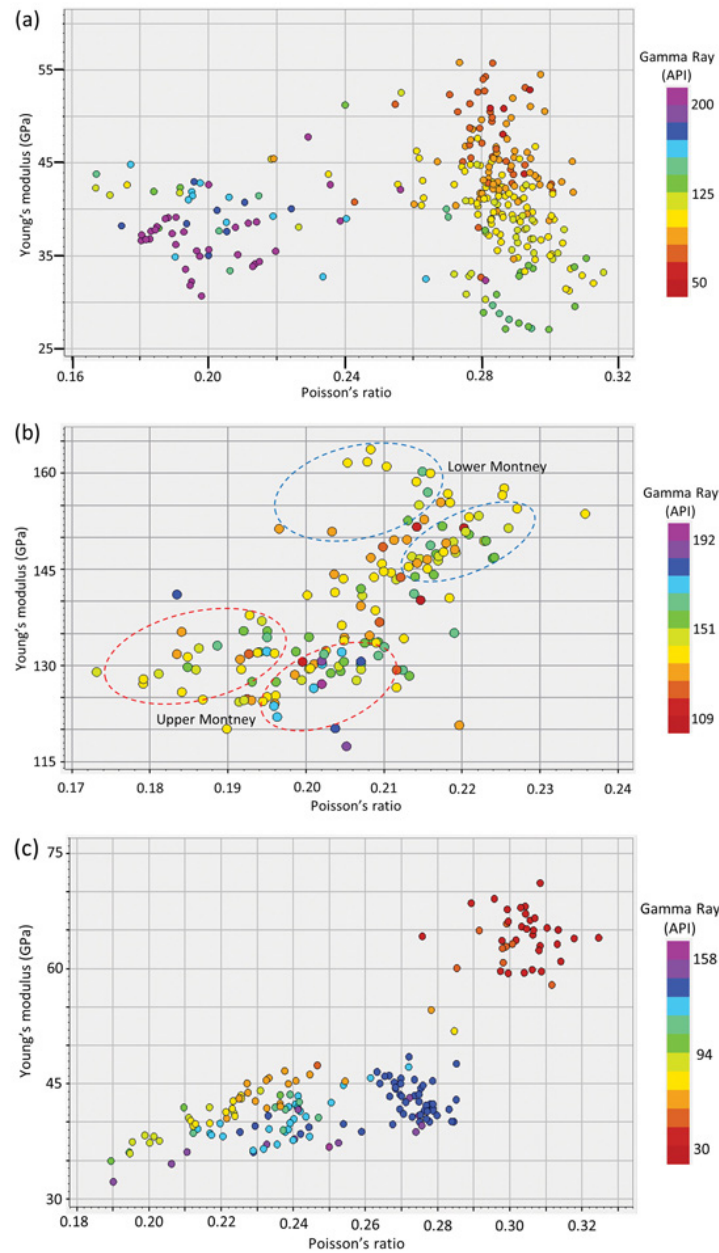 (a)
Young's modulus (GPa)
55
45
35
25
0.16
0.20
0.24
0.28
0.32
Poisson's ratio
Gamma Ray
(API)
200
125
50
(b)
Young's modulus (GPa)
160
145
130
115
Lower Montney
Upper Montney
0.17
0.18
0.19
0.20
0.21
0.22
0.23
0.24
Poisson's ratio
Gamma Ray
(API)
192
151
109
(c)
Young's modulus (GPa)
75
60
45
30
0.18
0.20
0.22
0.24
0.26
0.28
0.30
0.32
Poisson's ratio
Gamma Ray
(API)
158
94
30